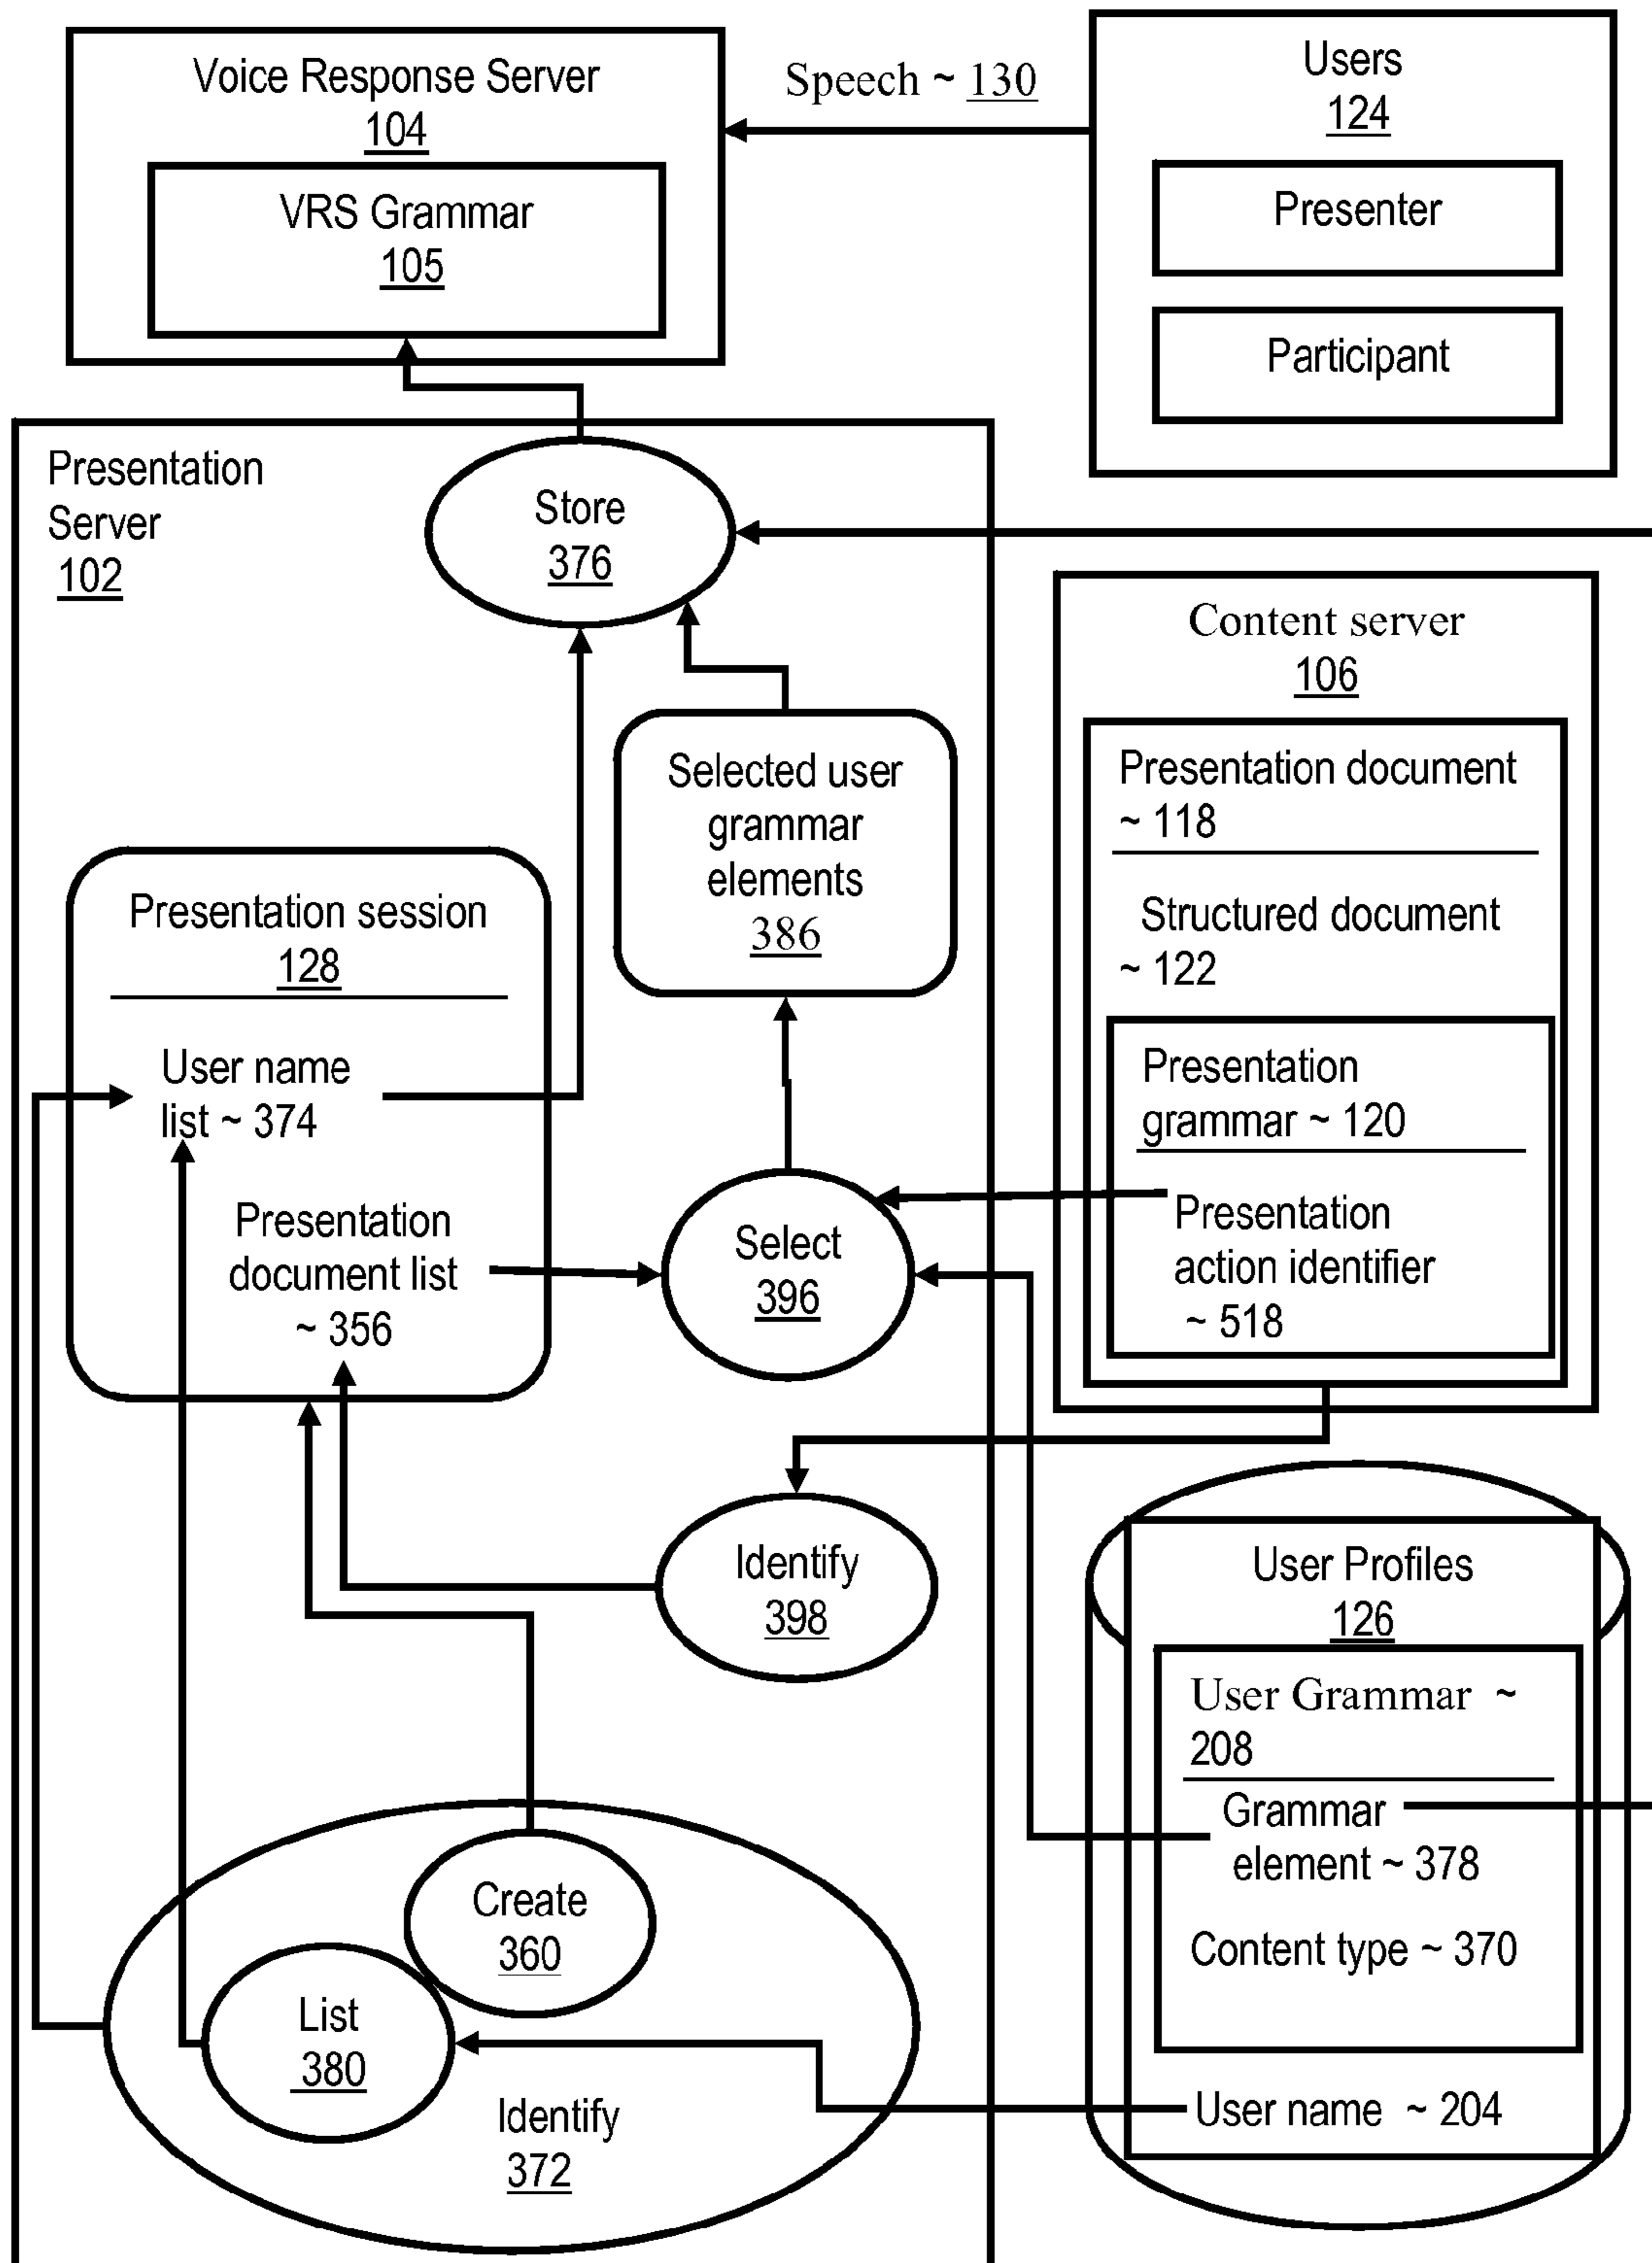 Voice Response Server
104
VRS Grammar
105
Speech ~ 130
Users
124
Presenter
Participant
Presentation
Server
102
Store
376
Selected user
grammar
elements
386
Content server
106
Presentation document
~ 118
Structured document
~ 122
Presentation
grammar ~ 120
Presentation
action identifier
~ 518
Presentation session
128
User name
list ~ 374
Presentation
document list
~ 356
Select
396
Identify
398
User Profiles
126
User Grammar ~
208
Grammar
element ~ 378
Content type ~ 370
User name ~ 204
Create
360
List
380
Identify
372